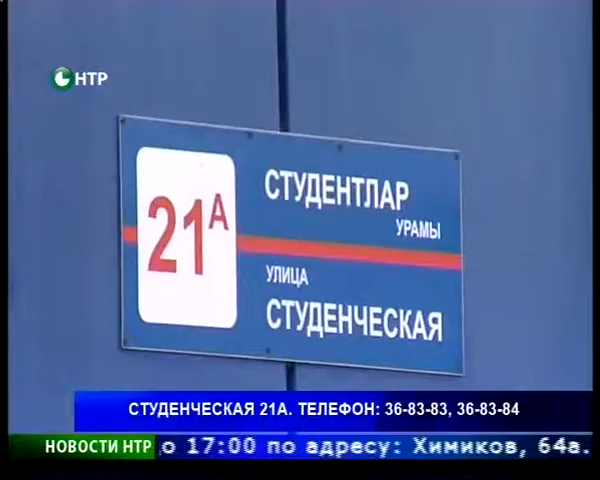 НТР
21А
СТУДЕНТЛАР
УРАМЫ
УЛИЦА
СТУДЕНЧЕСКАЯ
СТУДЕНЧЕСКАЯ 21А. ТЕЛЕФОН: 36-83-83, 36-83-84
НОВОСТИ НТР
о 17:00 по адресу: Химиков, 64а.